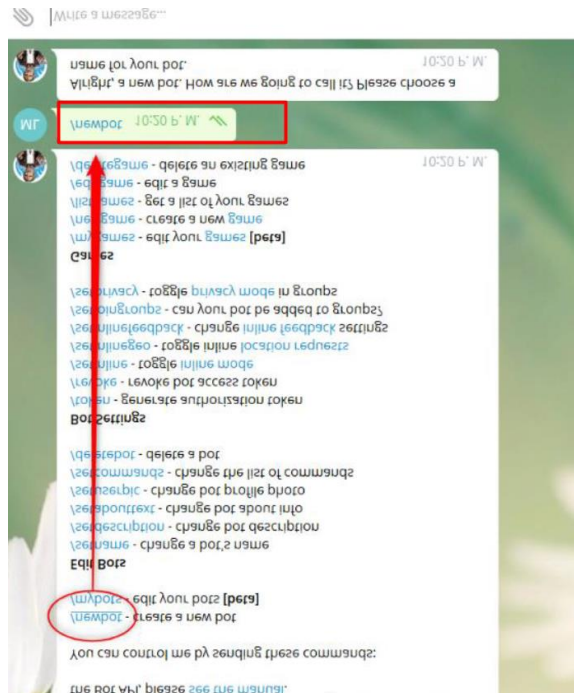 the Bot API, please see the manual.
You can control me by sending these commands:
/newbot - create a new bot
/mybots - edit your bots [beta]
Edit Bots
/setname - change a bot's name
/setdescription - change bot description
/setabouttext - change bot about info
/setuserpic - change bot profile photo
/setcommands - change the list of commands
/deletebot - delete a bot
Bot Settings
/token - generate authorization token
/revoke - revoke bot access token
/setinline - toggle inline mode
/setinlinegeo - toggle inline location requests
/setinlinefeedback - change inline feedback settings
/setjoingroups - can your bot be added to groups?
/setprivacy - toggle privacy mode in groups
Games
/mygames - edit your games [beta]
/newgame - create a new game
/listgames - get a list of your games
/editgame - edit a game
/deletegame - delete an existing game
10:20 P. M.
ML
/newbot 10:20 P. M.
Alright, a new bot. How are we going to call it? Please choose a
name for your bot.
10:20 P. M.
Write a message...